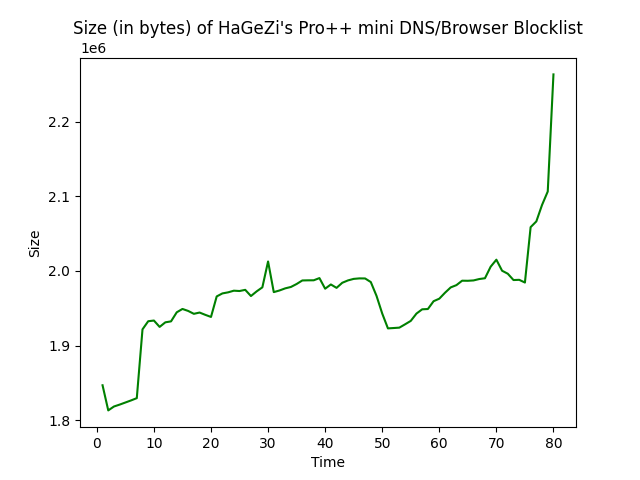 Size (in bytes) of HaGeZi's Pro++ mini DNS/Browser Blocklist
1e6
2.2
2.1
2.0
1.9
1.8
Size
0 10 20 30 40 50 60 70 80
Time